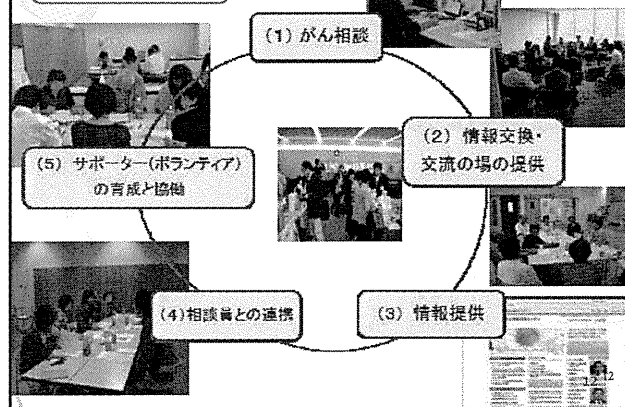 (1) がん相談
(2) 情報交換・
交流の場の提供
(3) 情報提供
(4)相談員との連携
(5) サポーター(ボランティア)
の育成と協働
12